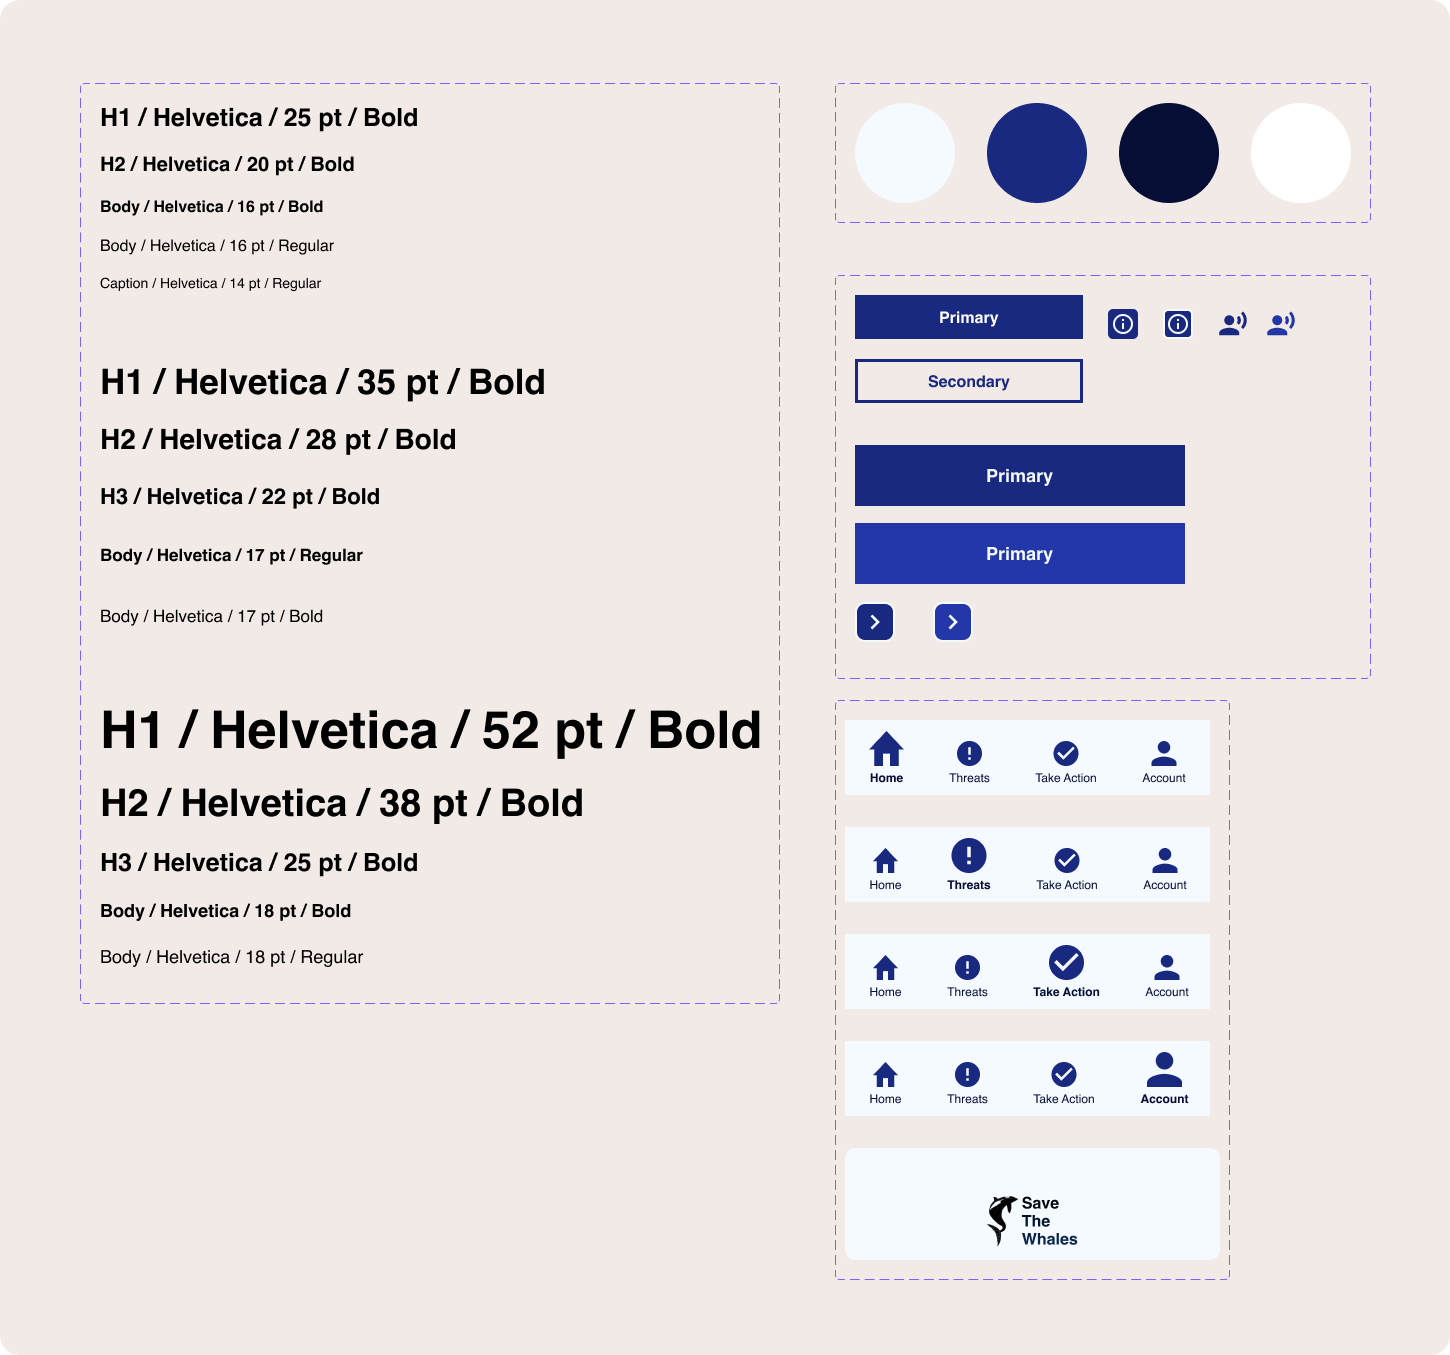 H1 / Helvetica / 25 pt / Bold
H2 / Helvetica / 20 pt / Bold
Body / Helvetica / 16 pt / Bold
Body / Helvetica / 16 pt / Regular
Caption / Helvetica / 14 pt / Regular
H1 / Helvetica / 35 pt / Bold
H2 / Helvetica / 28 pt / Bold
H3 / Helvetica / 22 pt / Bold
Body / Helvetica / 17 pt / Regular
Body / Helvetica / 17 pt / Bold
H1 / Helvetica / 52 pt / Bold
H2 / Helvetica / 38 pt / Bold
H3 / Helvetica / 25 pt / Bold
Body / Helvetica / 18 pt / Bold
Body / Helvetica / 18 pt / Regular
Primary
Secondary
Primary
Primary
Home Threats Take Action Account
Home Threats Take Action Account
Home Threats Take Action Account
Home Threats Take Action Account
Save
The
Whales